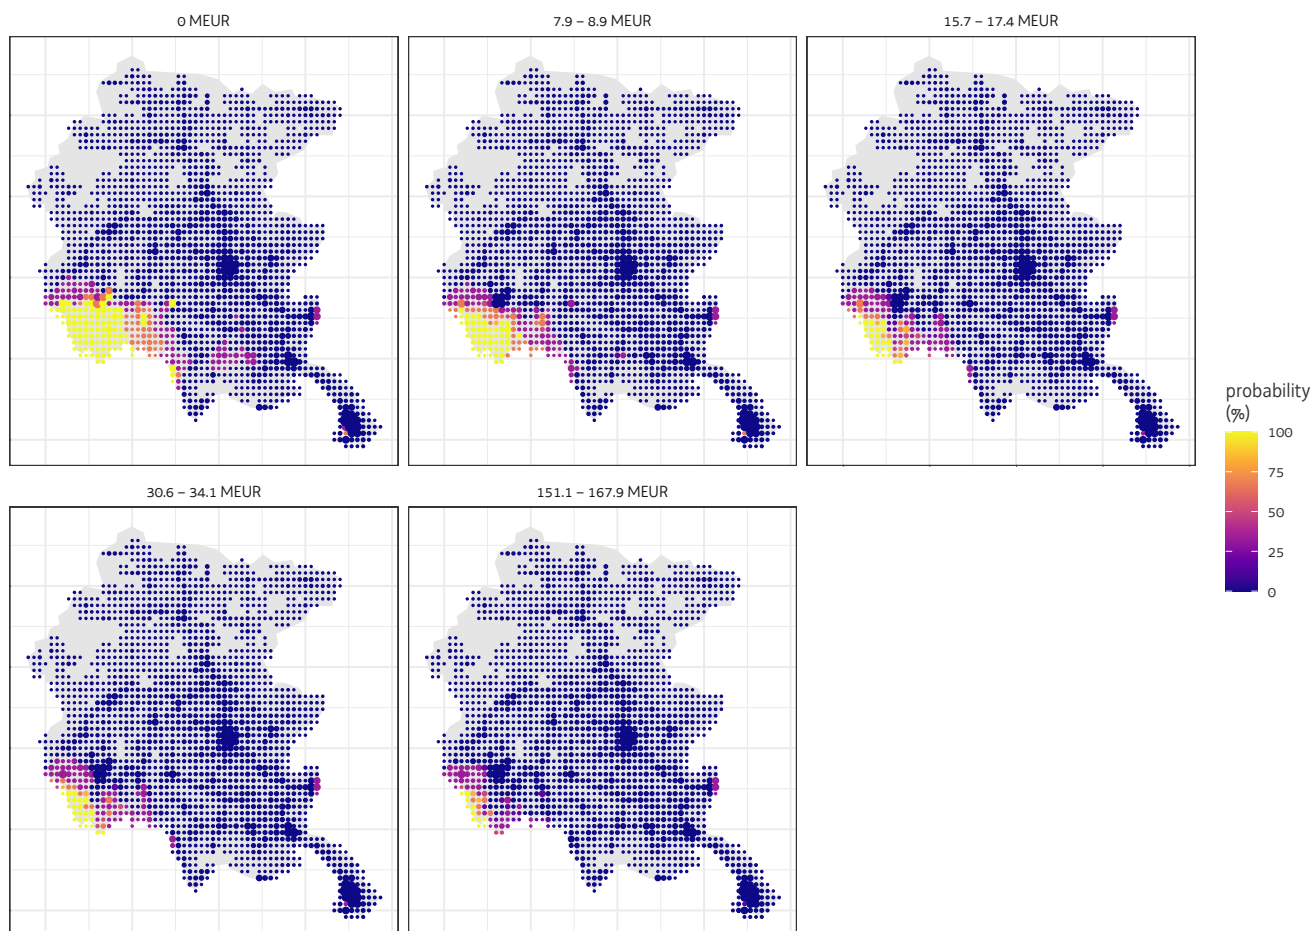 0 MEUR
7.9 – 8.9 MEUR
15.7 – 17.4 MEUR
probability
(%)
100
75
50
25
0
30.6 – 34.1 MEUR
151.1 – 167.9 MEUR